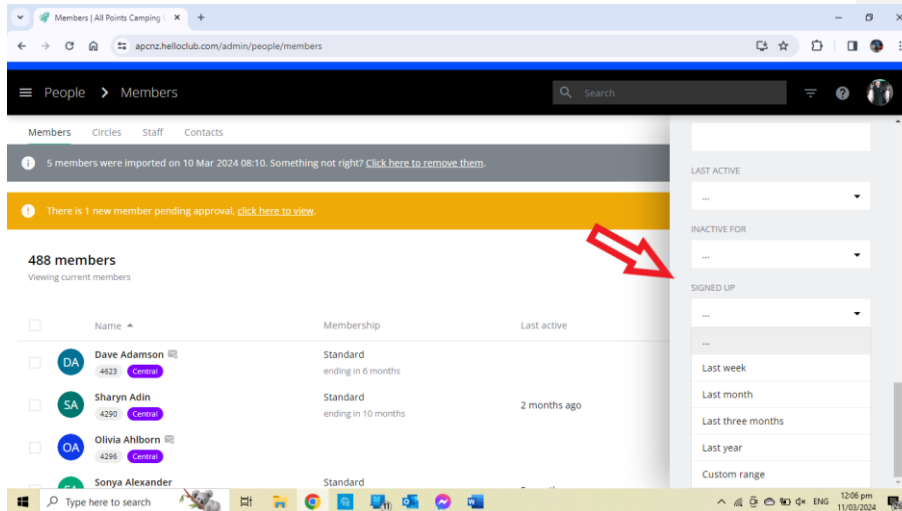 Members | All Points Camping
apcnz.helloclub.com/admin/people/members
People > Members
Search
Members Circles Staff Contacts
5 members were imported on 10 Mar 2024 08:10. Something not right? Click here to remove them.
There is 1 new member pending approval, click here to view.
488 members
Viewing current members
Name Membership Last active
DA Dave Adamson Standard
4623 Central ending in 6 months
SA Sharyn Adin Standard 2 months ago
4290 Central ending in 10 months
OA Olivia Ahlborn
4296 Central
Sonya Alexander Standard
LAST ACTIVE
...
INACTIVE FOR
...
SIGNED UP
...
...
Last week
Last month
Last three months
Last year
Custom range
Type here to search
ENG 12:06 pm
11/03/2024